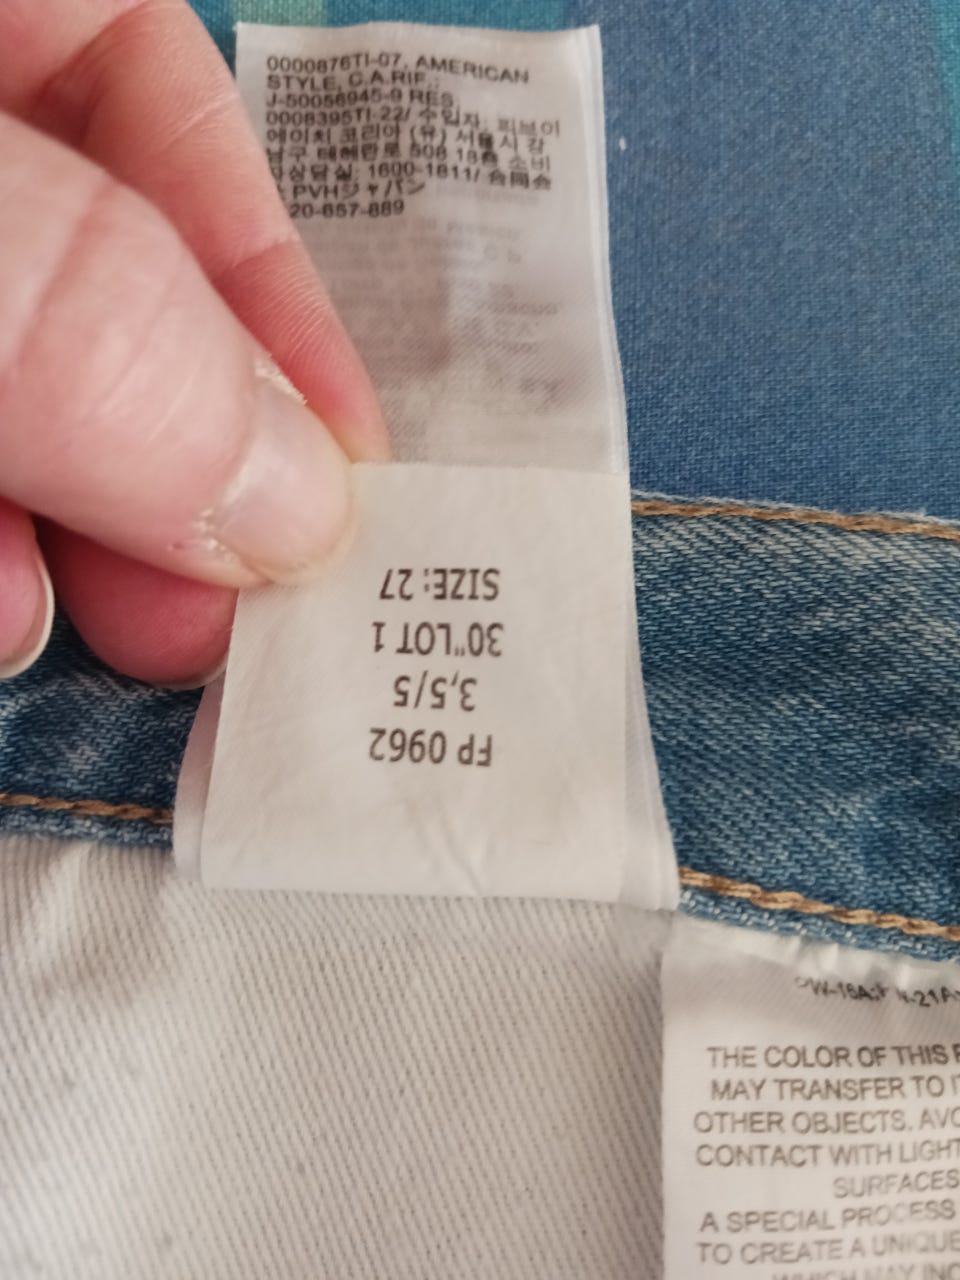 0000876TI-07, AMERICAN
STYLE, C.A.RIF.:
J-50056945-9 RES.
0008395TI-22/ 수입자: 피브이
에이치 코리아 (유) 서울시 강
남구 테헤란로 508 18층 소비
자상담실: 1600-1811/ 合同会
PVHジャパン
20-657-889
SIZE: 27
30"LOT 1
3,5/5
FP 0962
THE COLOR OF THIS
MAY TRANSFER TO
OTHER OBJECTS.
CONTACT WITH LIGHT
SURFACES
A SPECIAL PROCESS
TO CREATE A UNIQUE